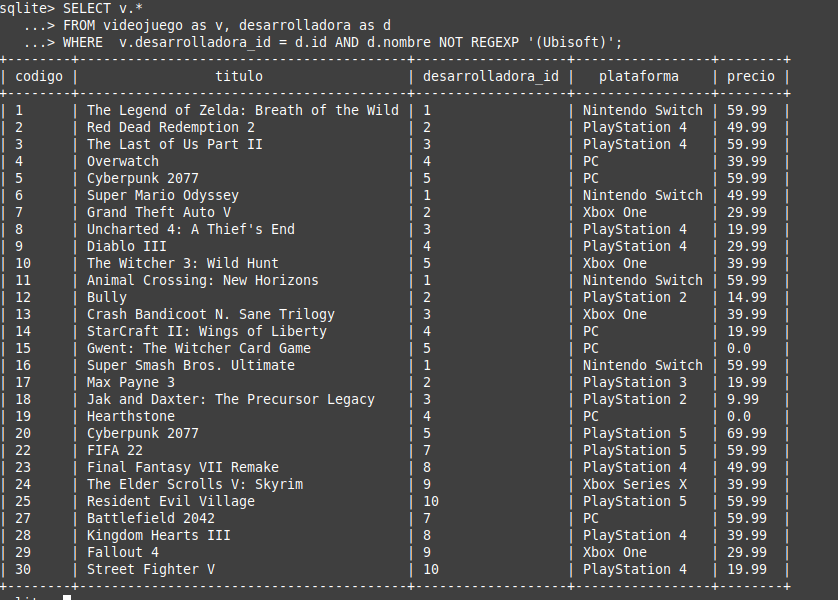 sqlite> SELECT v.*
...> FROM videojuego as v, desarrolladora as d
...> WHERE  v.desarrolladora_id = d.id AND d.nombre NOT REGEXP '(Ubisoft)';
+--------+-----------------------------------------+-------------------+-----------------+--------+
| codigo |                 titulo                  | desarrolladora_id |   plataforma    | precio |
+--------+-----------------------------------------+-------------------+-----------------+--------+
| 1      | The Legend of Zelda: Breath of the Wild | 1                 | Nintendo Switch | 59.99  |
| 2      | Red Dead Redemption 2                   | 2                 | PlayStation 4   | 49.99  |
| 3      | The Last of Us Part II                  | 3                 | PlayStation 4   | 59.99  |
| 4      | Overwatch                               | 4                 | PC              | 39.99  |
| 5      | Cyberpunk 2077                          | 5                 | PC              | 59.99  |
| 6      | Super Mario Odyssey                     | 1                 | Nintendo Switch | 49.99  |
| 7      | Grand Theft Auto V                      | 2                 | Xbox One        | 29.99  |
| 8      | Uncharted 4: A Thief's End              | 3                 | PlayStation 4   | 19.99  |
| 9      | Diablo III                              | 4                 | PlayStation 4   | 29.99  |
| 10     | The Witcher 3: Wild Hunt                | 5                 | Xbox One        | 39.99  |
| 11     | Animal Crossing: New Horizons           | 1                 | Nintendo Switch | 59.99  |
| 12     | Bully                                   | 2                 | PlayStation 2   | 14.99  |
| 13     | Crash Bandicoot N. Sane Trilogy         | 3                 | Xbox One        | 39.99  |
| 14     | StarCraft II: Wings of Liberty          | 4                 | PC              | 19.99  |
| 15     | Gwent: The Witcher Card Game            | 5                 | PC              | 0.0    |
| 16     | Super Smash Bros. Ultimate              | 1                 | Nintendo Switch | 59.99  |
| 17     | Max Payne 3                             | 2                 | PlayStation 3   | 19.99  |
| 18     | Jak and Daxter: The Precursor Legacy    | 3                 | PlayStation 2   | 9.99   |
| 19     | Hearthstone                             | 4                 | PC              | 0.0    |
| 20     | Cyberpunk 2077                          | 5                 | PlayStation 5   | 69.99  |
| 22     | FIFA 22                                 | 7                 | PlayStation 5   | 59.99  |
| 23     | Final Fantasy VII Remake                | 8                 | PlayStation 4   | 49.99  |
| 24     | The Elder Scrolls V: Skyrim             | 9                 | Xbox Series X   | 39.99  |
| 25     | Resident Evil Village                   | 10                | PlayStation 5   | 59.99  |
| 27     | Battlefield 2042                        | 7                 | PC              | 59.99  |
| 28     | Kingdom Hearts III                      | 8                 | PlayStation 4   | 39.99  |
| 29     | Fallout 4                               | 9                 | Xbox One        | 29.99  |
| 30     | Street Fighter V                        | 10                | PlayStation 4   | 19.99  |
+--------+-----------------------------------------+-------------------+-----------------+--------+